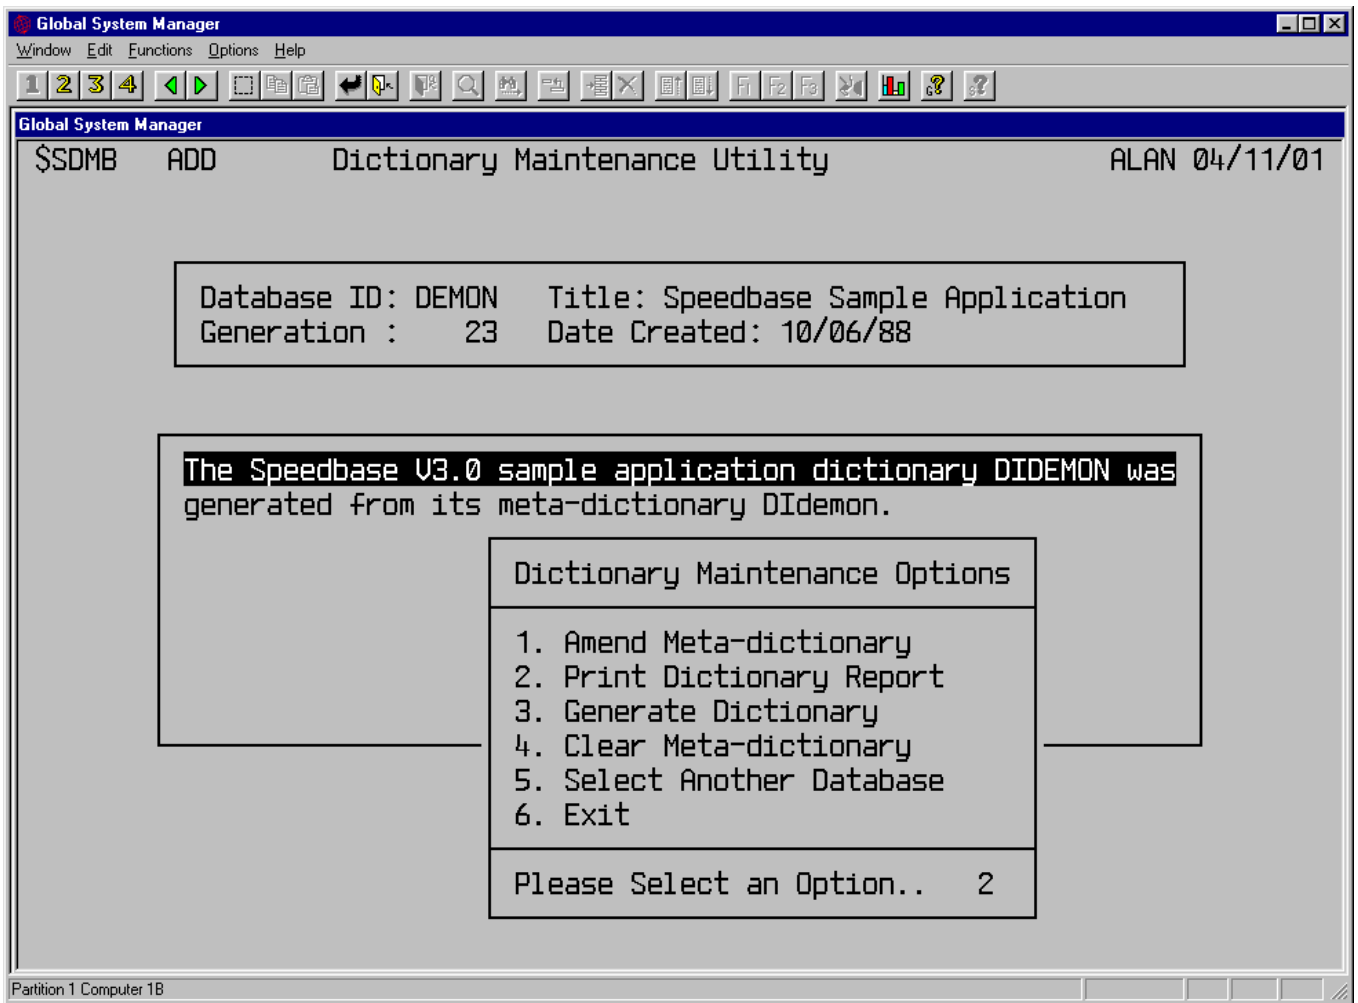 Global System Manager
Window Edit Functions Options Help
1 2 3 4 F1 F2 F3 G? S?
Global System Manager
$SDMB ADD Dictionary Maintenance Utility ALAN 04/11/01
Database ID: DEMON Title: Speedbase Sample Application
Generation : 23 Date Created: 10/06/88
The Speedbase V3.0 sample application dictionary DIDEMON was
generated from its meta-dictionary DIdemon.
Dictionary Maintenance Options
1. Amend Meta-dictionary
2. Print Dictionary Report
3. Generate Dictionary
4. Clear Meta-dictionary
5. Select Another Database
6. Exit
Please Select an Option.. 2
Partition 1 Computer 1B